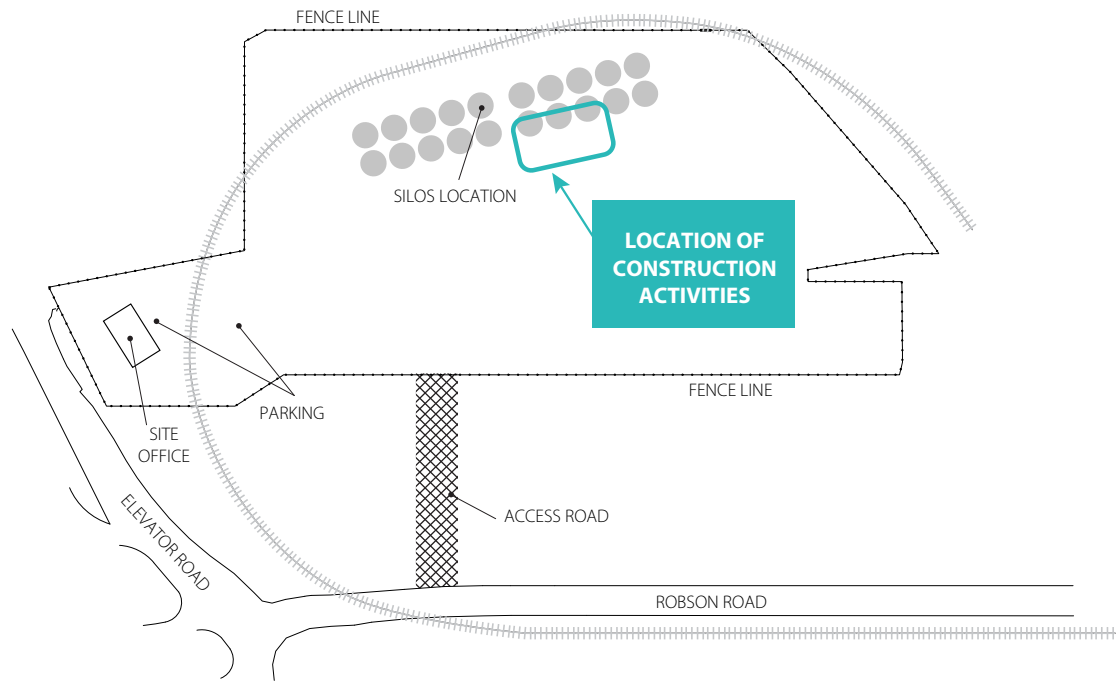 FENCE LINE
SILOS LOCATION
LOCATION OF
CONSTRUCTION
ACTIVITIES
FENCE LINE
PARKING
SITE
OFFICE
ELEVATOR ROAD
ACCESS ROAD
ROBSON ROAD